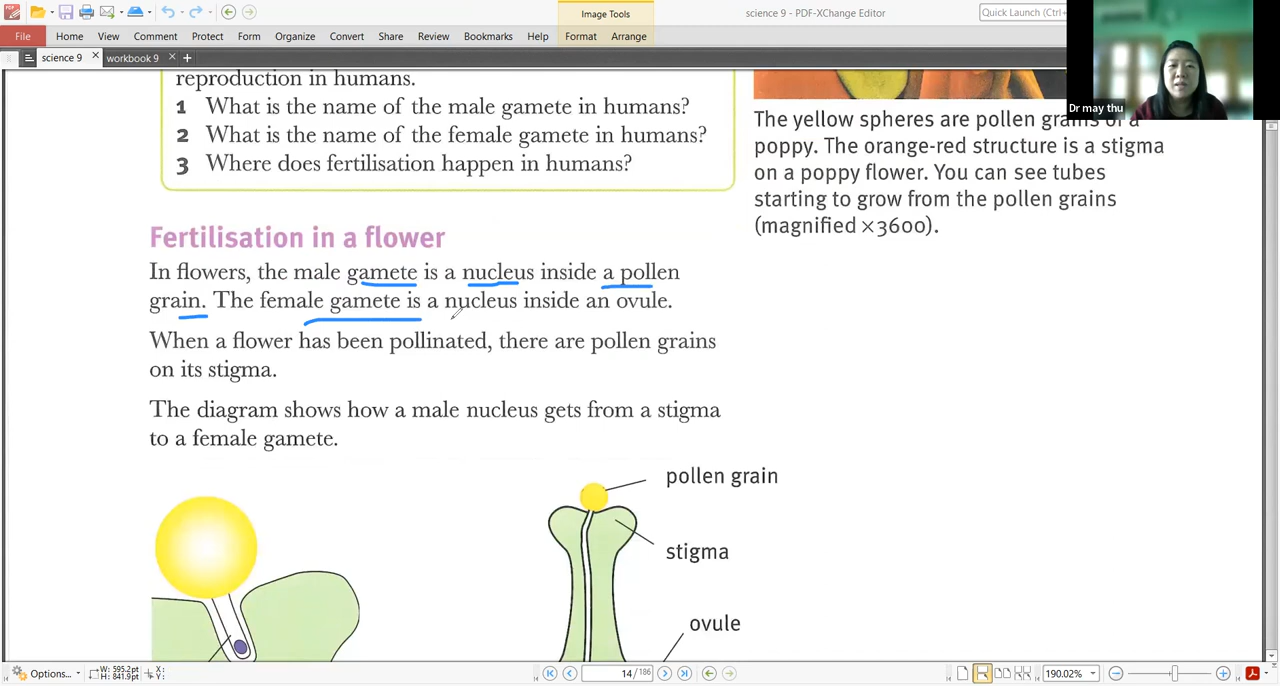 Image Tools
science 9 - PDF-XChange Editor
Quick Launch (Ctrl+
File Home View Comment Protect Form Organize Convert Share Review Bookmarks Help Format Arrange
science 9 × workbook 9 × +
Dr may thu
reproduction in humans.
1 What is the name of the male gamete in humans?
2 What is the name of the female gamete in humans?
3 Where does fertilisation happen in humans?
The yellow spheres are pollen grains of a
poppy. The orange-red structure is a stigma
on a poppy flower. You can see tubes
starting to grow from the pollen grains
(magnified ×3600).
Fertilisation in a flower
In flowers, the male gamete is a nucleus inside a pollen
grain. The female gamete is a nucleus inside an ovule.
When a flower has been pollinated, there are pollen grains
on its stigma.
The diagram shows how a male nucleus gets from a stigma
to a female gamete.
pollen grain
stigma
ovule
Options...
W: 595.2pt
H: 841.9pt
X:
Y:
14 / 186
190.02%